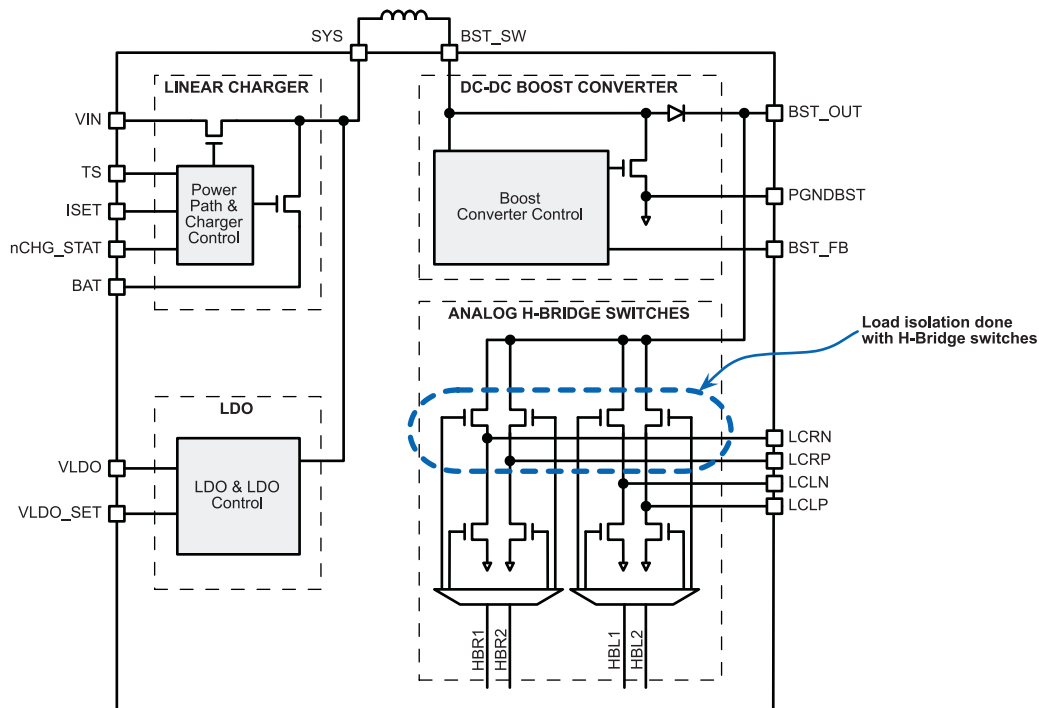 SYS
BST_SW
LINEAR CHARGER
DC-DC BOOST CONVERTER
VIN
BST_OUT
TS
Power
Path &
Charger
Control
Boost
Converter Control
ISET
PGNDBST
nCHG_STAT
BST_FB
BAT
ANALOG H-BRIDGE SWITCHES
Load isolation done
with H-Bridge switches
LDO
LCRN
VLDO
LDO & LDO
Control
LCRP
LCLN
VLDO_SET
LCLP
HBR1
HBR2
HBL1
HBL2